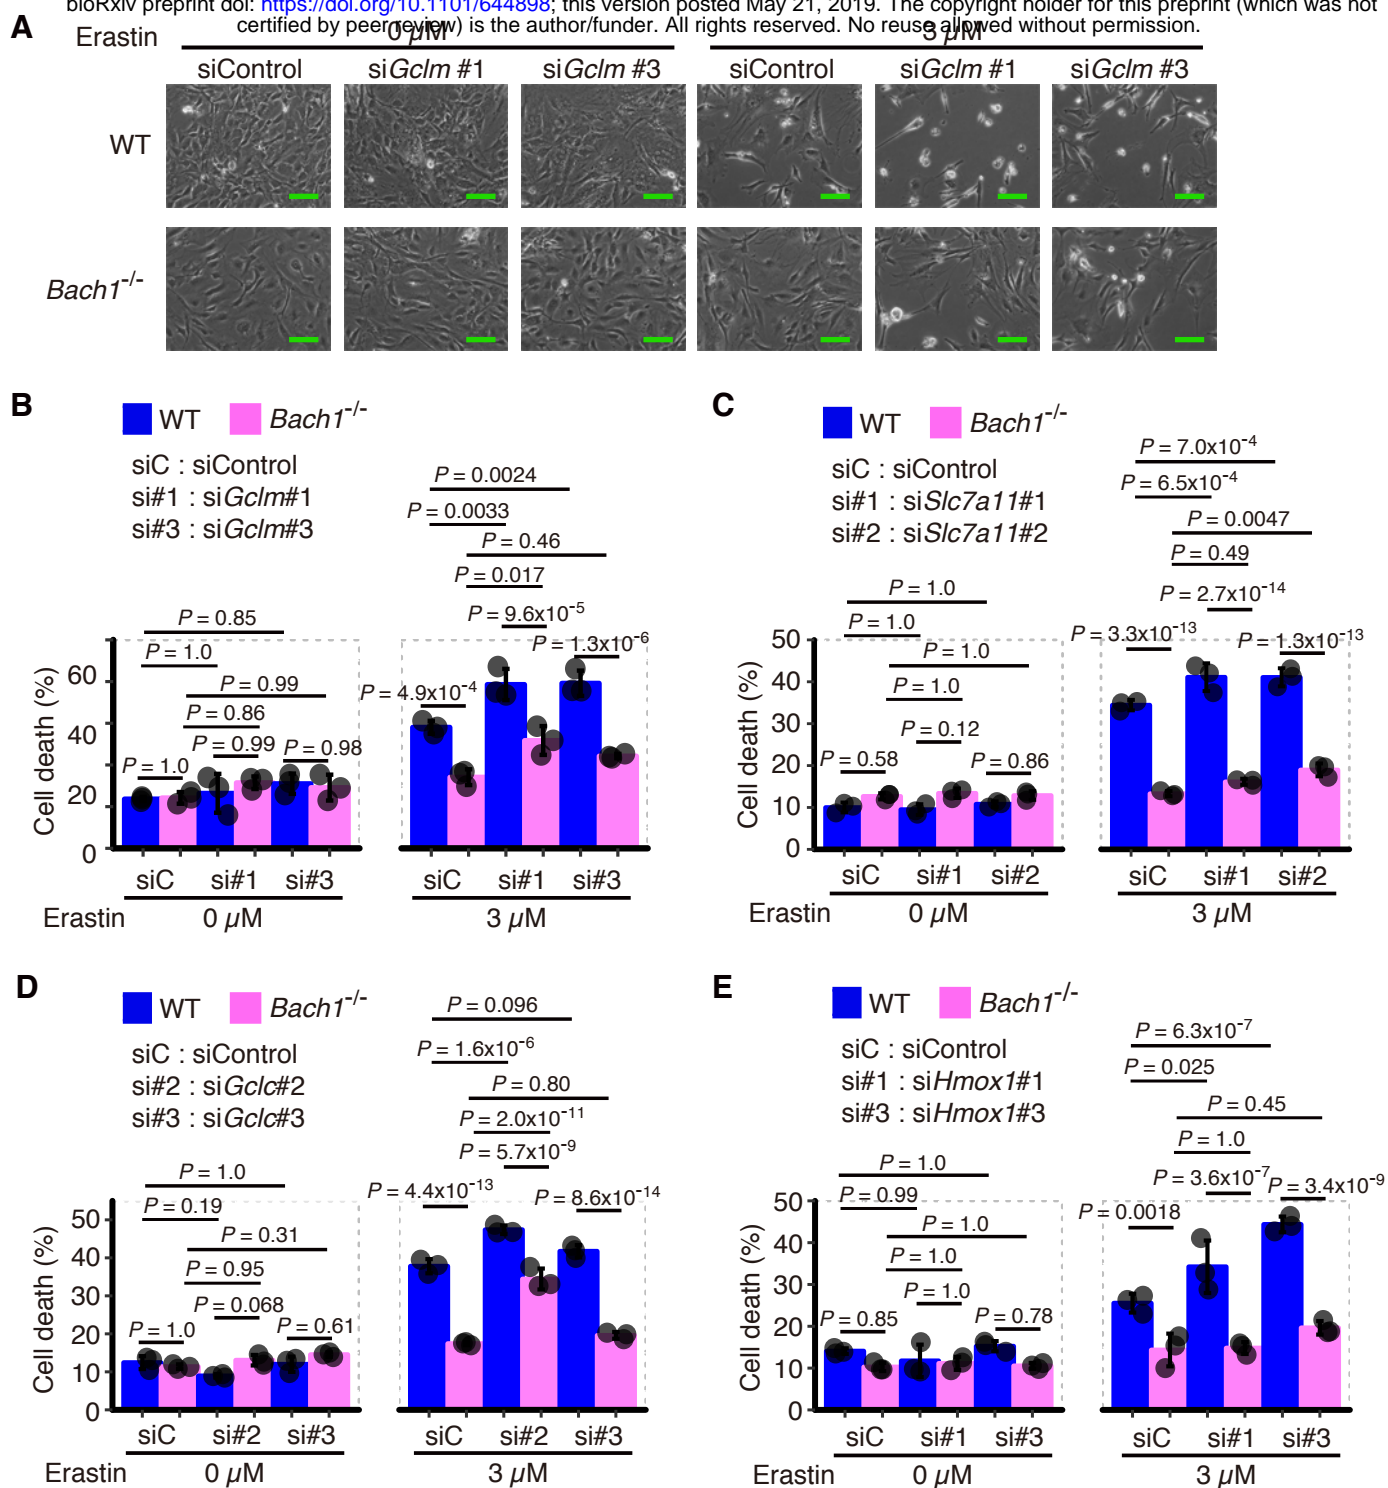 bioRxiv preprint doi: https://doi.org/10.1101/644898; this version posted May 21, 2019. The copyright holder for this preprint (which was not
certified by peer review) is the author/funder. All rights reserved. No reuse allowed without permission.
A
Erastin 0 µM 3 µM
siControl siGclm #1 siGclm #3 siControl siGclm #1 siGclm #3
WT
Bach1-/-
B
WT Bach1-/-
siC : siControl
si#1 : siGclm#1
si#3 : siGclm#3
P = 0.0024
P = 0.0033
P = 0.46
P = 0.017
P = 9.6x10-5
P = 1.3x10-6
P = 4.9x10-4
P = 0.85
P = 1.0
P = 0.99
P = 0.86
P = 0.99
P = 0.98
P = 1.0
Cell death (%)
60
40
20
0
siC si#1 si#3 siC si#1 si#3
Erastin 0 µM 3 µM
C
WT Bach1-/-
siC : siControl
si#1 : siSlc7a11#1
si#2 : siSlc7a11#2
P = 7.0x10-4
P = 6.5x10-4
P = 0.0047
P = 0.49
P = 2.7x10-14
P = 3.3x10-13
P = 1.3x10-13
P = 1.0
P = 1.0
P = 1.0
P = 1.0
P = 0.12
P = 0.58
P = 0.86
Cell death (%)
50
40
30
20
10
0
siC si#1 si#2 siC si#1 si#2
Erastin 0 µM 3 µM
D
WT Bach1-/-
siC : siControl
si#2 : siGclc#2
si#3 : siGclc#3
P = 0.096
P = 1.6x10-6
P = 0.80
P = 2.0x10-11
P = 5.7x10-9
P = 4.4x10-13
P = 8.6x10-14
P = 1.0
P = 0.19
P = 0.31
P = 0.95
P = 0.068
P = 1.0
P = 0.61
Cell death (%)
50
40
30
20
10
0
siC si#2 si#3 siC si#2 si#3
Erastin 0 µM 3 µM
E
WT Bach1-/-
siC : siControl
si#1 : siHmox1#1
si#3 : siHmox1#3
P = 6.3x10-7
P = 0.025
P = 0.45
P = 1.0
P = 3.6x10-7
P = 3.4x10-9
P = 0.0018
P = 1.0
P = 0.99
P = 1.0
P = 1.0
P = 1.0
P = 0.85
P = 0.78
Cell death (%)
50
40
30
20
10
0
siC si#1 si#3 siC si#1 si#3
Erastin 0 µM 3 µM